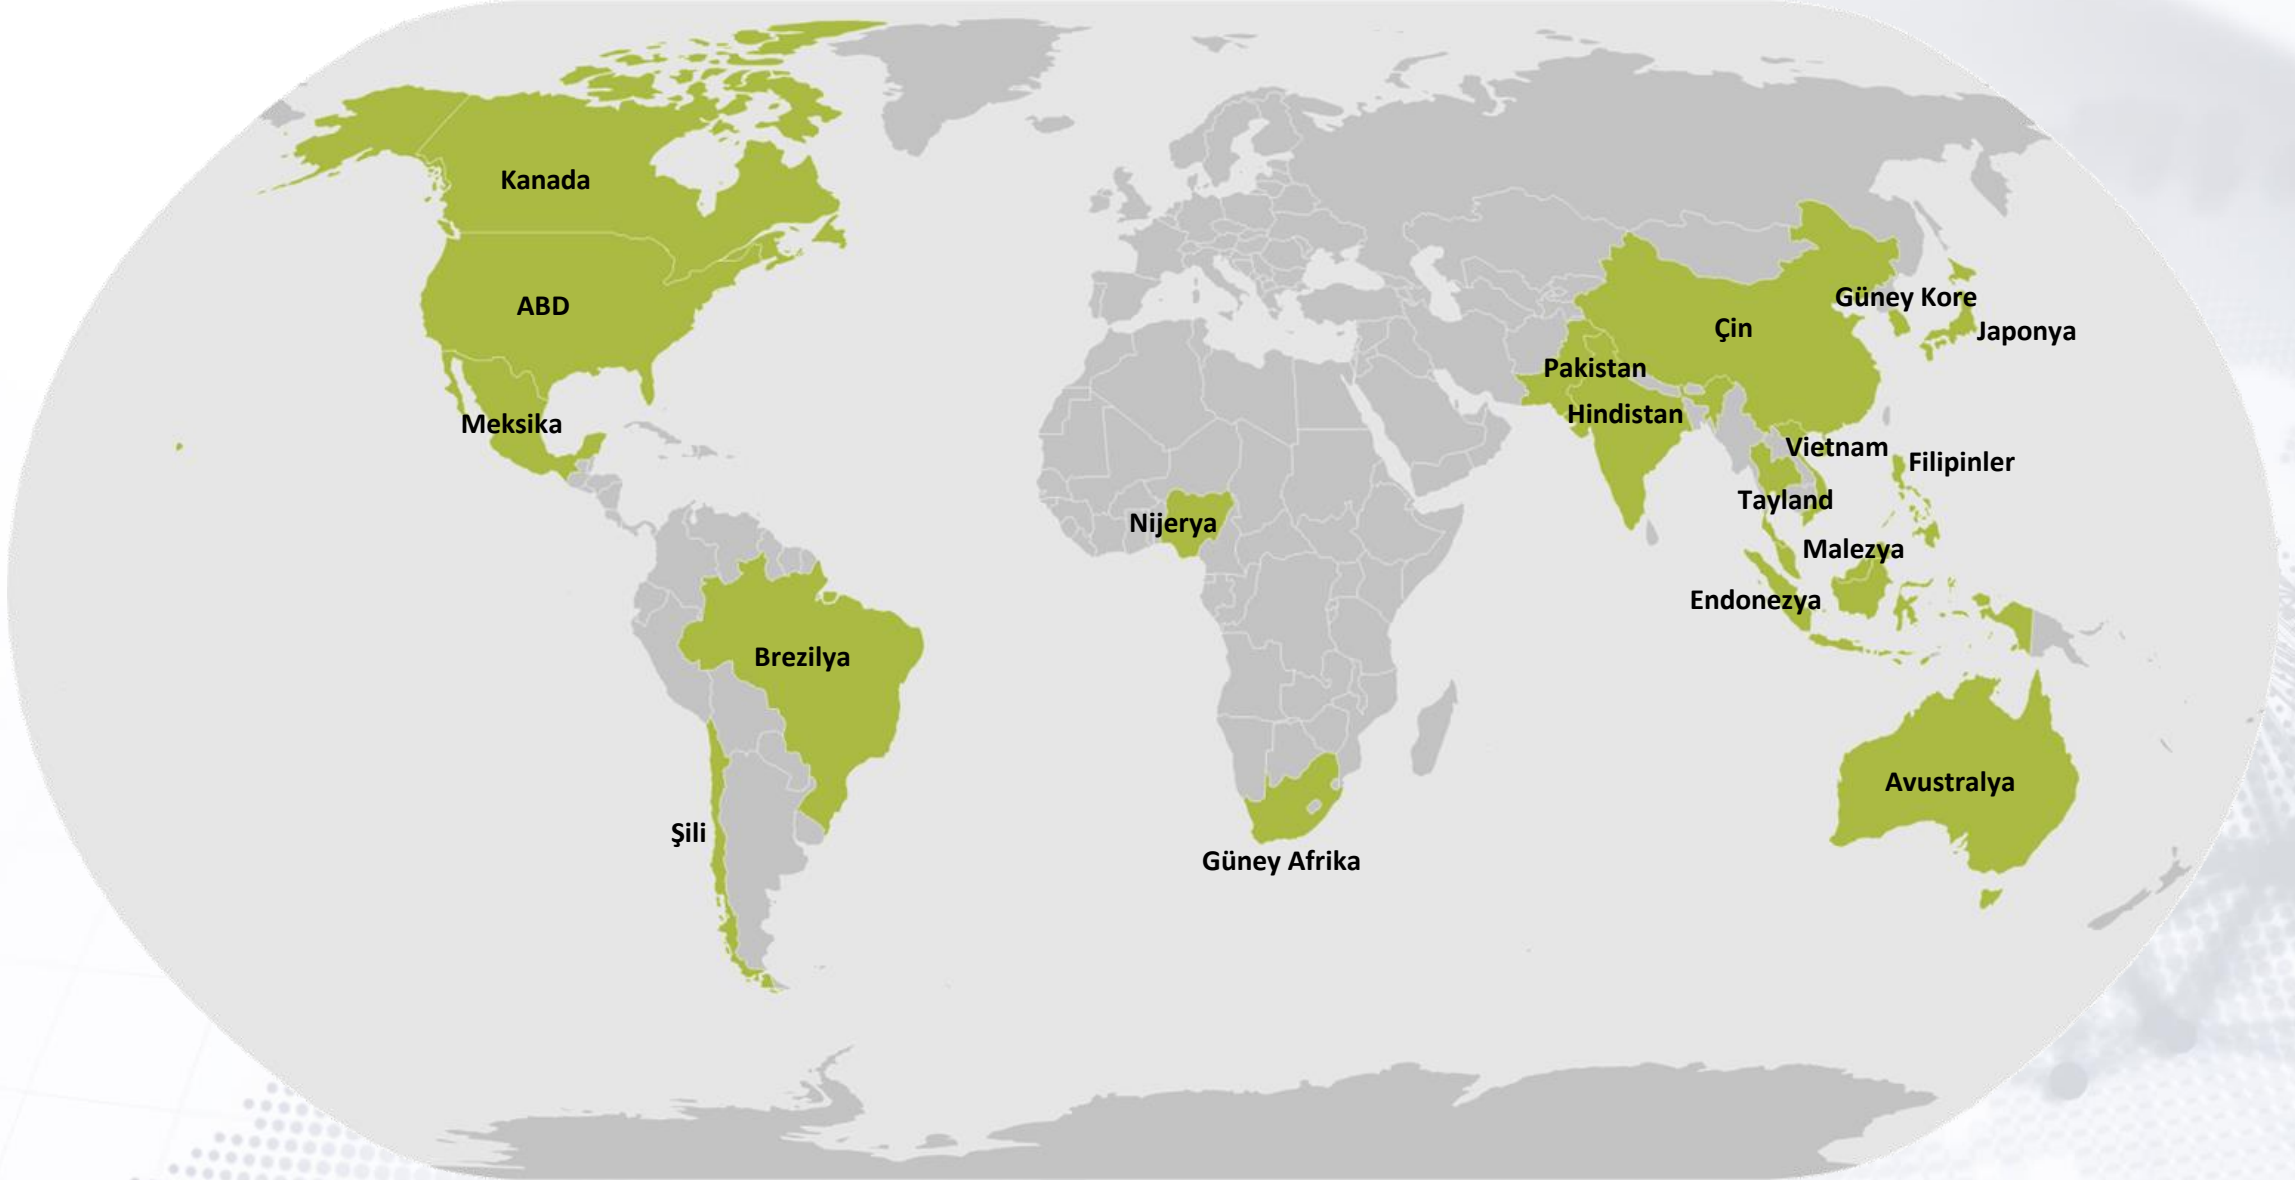 Kanada
ABD
Meksika
Brezilya
Şili
Nijerya
Güney Afrika
Güney Kore
Japonya
Çin
Pakistan
Hindistan
Vietnam
Filipinler
Tayland
Malezya
Endonezya
Avustralya